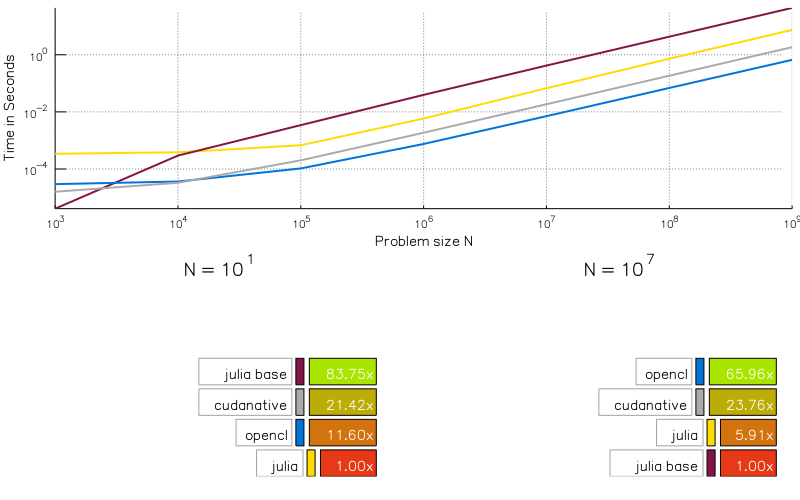 Time in Seconds
10^0
10^-2
10^-4
10^3 10^4 10^5 10^6 10^7 10^8 10^9
Problem size N
N = 10^1
N = 10^7
julia base 83.75x
cudanative 21.42x
opencl 11.60x
julia 1.00x
opencl 65.96x
cudanative 23.76x
julia 5.91x
julia base 1.00x